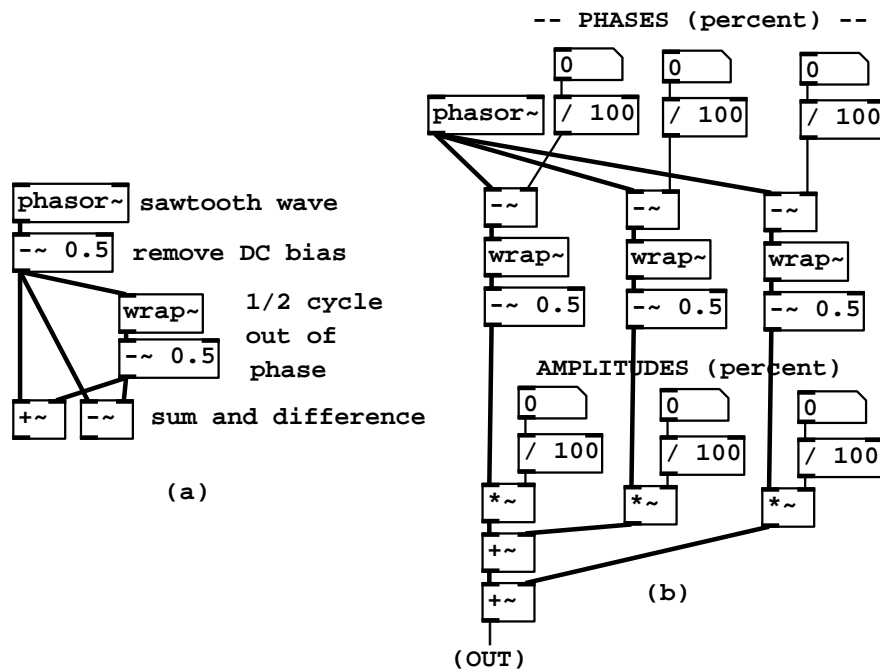 phasor~ sawtooth wave
-~ 0.5 remove DC bias
wrap~ 1/2 cycle
out of
-~ 0.5
phase
+~ -~ sum and difference
(a)
-- PHASES (percent) --
0 0 0
phasor~ / 100 / 100 / 100
-~ -~ -~
wrap~ wrap~ wrap~
-~ 0.5 -~ 0.5 -~ 0.5
AMPLITUDES (percent)
0 0 0
/ 100 / 100 / 100
*~ *~ *~
+~
+~
(b)
(OUT)